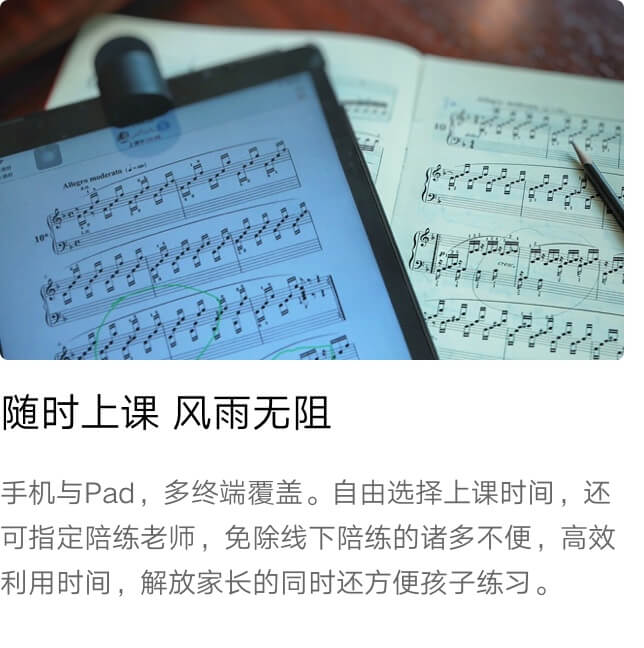 Allegro moderato
10
10
随时上课 风雨无阻
手机与Pad，多终端覆盖。自由选择上课时间，还
可指定陪练老师，免除线下陪练的诸多不便，高效
利用时间，解放家长的同时还方便孩子练习。